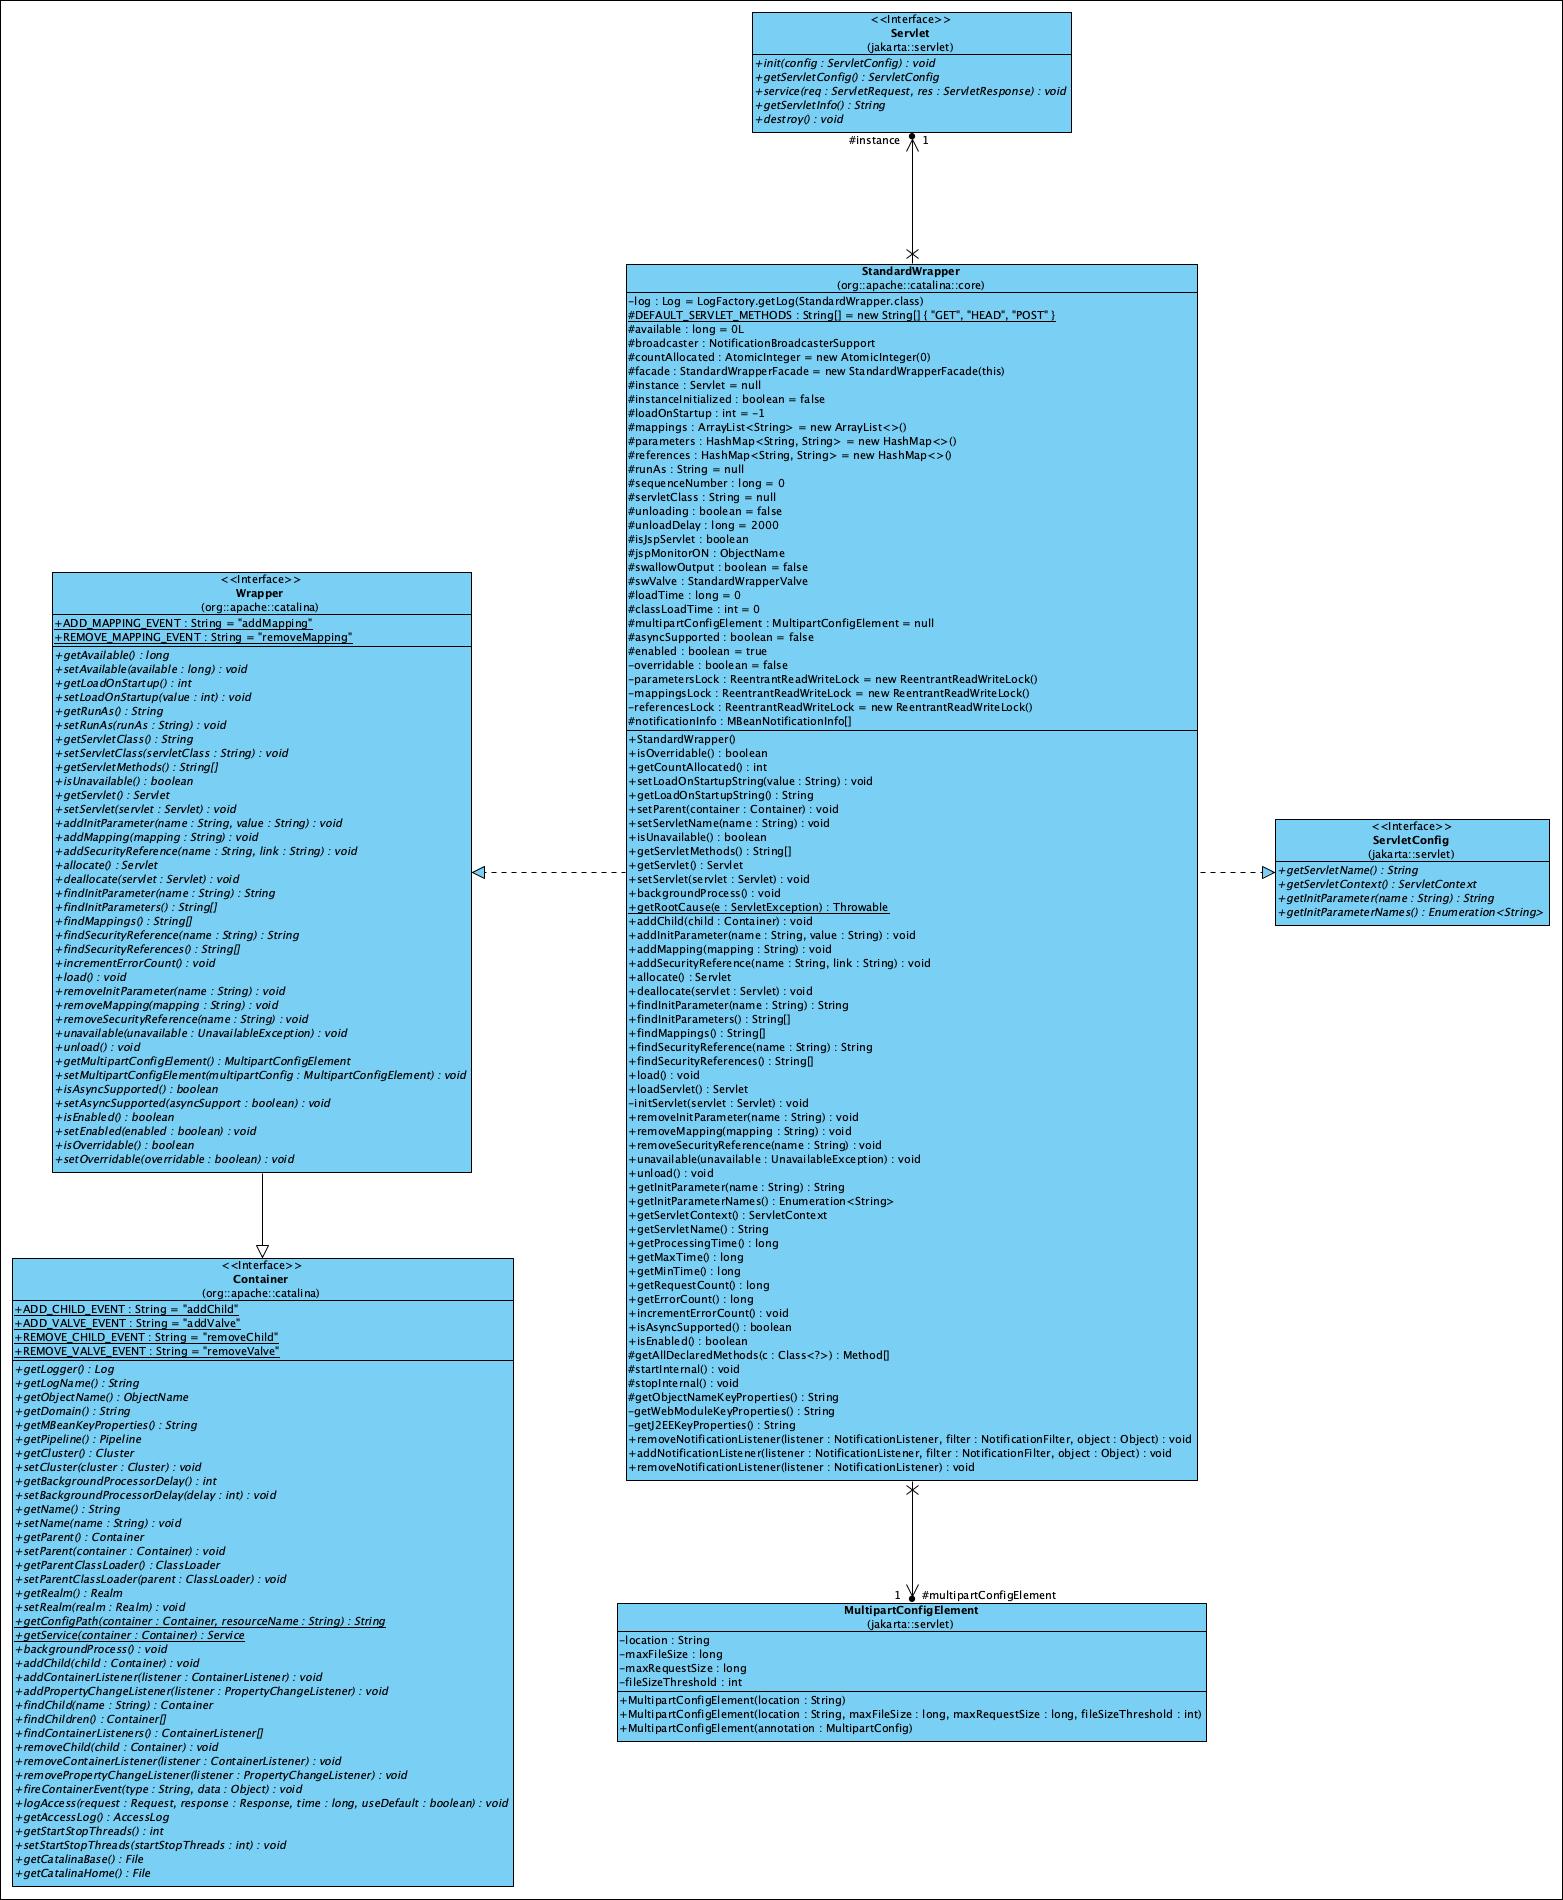 <<Interface>>
Servlet
(jakarta::servlet)
+init(config : ServletConfig) : void
+getServletConfig() : ServletConfig
+service(req : ServletRequest, res : ServletResponse) : void
+getServletInfo() : String
+destroy() : void
#instance 1
StandardWrapper
(org::apache::catalina::core)
-log : Log = LogFactory.getLog(StandardWrapper.class)
#DEFAULT_SERVLET_METHODS : String[] = new String[] { "GET", "HEAD", "POST" }
#available : long = 0L
#broadcaster : NotificationBroadcasterSupport
#countAllocated : AtomicInteger = new AtomicInteger(0)
#facade : StandardWrapperFacade = new StandardWrapperFacade(this)
#instance : Servlet = null
#instanceInitialized : boolean = false
#loadOnStartup : int = -1
#mappings : ArrayList<String> = new ArrayList<>()
#parameters : HashMap<String, String> = new HashMap<>()
#references : HashMap<String, String> = new HashMap<>()
#runAs : String = null
#sequenceNumber : long = 0
#servletClass : String = null
#unloading : boolean = false
#unloadDelay : long = 2000
#isJspServlet : boolean
#jspMonitorON : ObjectName
#swallowOutput : boolean = false
#swValve : StandardWrapperValve
#loadTime : long = 0
#classLoadTime : int = 0
#multipartConfigElement : MultipartConfigElement = null
#asyncSupported : boolean = false
#enabled : boolean = true
-overridable : boolean = false
-parametersLock : ReentrantReadWriteLock = new ReentrantReadWriteLock()
-mappingsLock : ReentrantReadWriteLock = new ReentrantReadWriteLock()
-referencesLock : ReentrantReadWriteLock = new ReentrantReadWriteLock()
#notificationInfo : MBeanNotificationInfo[]
+StandardWrapper()
+isOverridable() : boolean
+getCountAllocated() : int
+setLoadOnStartupString(value : String) : void
+getLoadOnStartupString() : String
+setParent(container : Container) : void
+setServletName(name : String) : void
+isUnavailable() : boolean
+getServletMethods() : String[]
+getServlet() : Servlet
+setServlet(servlet : Servlet) : void
+backgroundProcess() : void
+getRootCause(e : ServletException) : Throwable
+addChild(child : Container) : void
+addInitParameter(name : String, value : String) : void
+addMapping(mapping : String) : void
+addSecurityReference(name : String, link : String) : void
+allocate() : Servlet
+deallocate(servlet : Servlet) : void
+findInitParameter(name : String) : String
+findInitParameters() : String[]
+findMappings() : String[]
+findSecurityReference(name : String) : String
+findSecurityReferences() : String[]
+load() : void
+loadServlet() : Servlet
-initServlet(servlet : Servlet) : void
+removeInitParameter(name : String) : void
+removeMapping(mapping : String) : void
+removeSecurityReference(name : String) : void
+unavailable(unavailable : UnavailableException) : void
+unload() : void
+getInitParameter(name : String) : String
+getInitParameterNames() : Enumeration<String>
+getServletContext() : ServletContext
+getServletName() : String
+getProcessingTime() : long
+getMaxTime() : long
+getMinTime() : long
+getRequestCount() : long
+getErrorCount() : long
+incrementErrorCount() : void
+isAsyncSupported() : boolean
+isEnabled() : boolean
#getAllDeclaredMethods(c : Class<?>) : Method[]
#startInternal() : void
#stopInternal() : void
#getObjectNameKeyProperties() : String
-getWebModuleKeyProperties() : String
-getJ2EEKeyProperties() : String
+removeNotificationListener(listener : NotificationListener, filter : NotificationFilter, object : Object) : void
+addNotificationListener(listener : NotificationListener, filter : NotificationFilter, object : Object) : void
+removeNotificationListener(listener : NotificationListener) : void
<<Interface>>
Wrapper
(org::apache::catalina)
+ADD_MAPPING_EVENT : String = "addMapping"
+REMOVE_MAPPING_EVENT : String = "removeMapping"
+getAvailable() : long
+setAvailable(available : long) : void
+getLoadOnStartup() : int
+setLoadOnStartup(value : int) : void
+getRunAs() : String
+setRunAs(runAs : String) : void
+getServletClass() : String
+setServletClass(servletClass : String) : void
+getServletMethods() : String[]
+isUnavailable() : boolean
+getServlet() : Servlet
+setServlet(servlet : Servlet) : void
+addInitParameter(name : String, value : String) : void
+addMapping(mapping : String) : void
+addSecurityReference(name : String, link : String) : void
+allocate() : Servlet
+deallocate(servlet : Servlet) : void
+findInitParameter(name : String) : String
+findInitParameters() : String[]
+findMappings() : String[]
+findSecurityReference(name : String) : String
+findSecurityReferences() : String[]
+incrementErrorCount() : void
+load() : void
+removeInitParameter(name : String) : void
+removeMapping(mapping : String) : void
+removeSecurityReference(name : String) : void
+unavailable(unavailable : UnavailableException) : void
+unload() : void
+getMultipartConfigElement() : MultipartConfigElement
+setMultipartConfigElement(multipartConfig : MultipartConfigElement) : void
+isAsyncSupported() : boolean
+setAsyncSupported(asyncSupport : boolean) : void
+isEnabled() : boolean
+setEnabled(enabled : boolean) : void
+isOverridable() : boolean
+setOverridable(overridable : boolean) : void
<<Interface>>
ServletConfig
(jakarta::servlet)
+getServletName() : String
+getServletContext() : ServletContext
+getInitParameter(name : String) : String
+getInitParameterNames() : Enumeration<String>
<<Interface>>
Container
(org::apache::catalina)
+ADD_CHILD_EVENT : String = "addChild"
+ADD_VALVE_EVENT : String = "addValve"
+REMOVE_CHILD_EVENT : String = "removeChild"
+REMOVE_VALVE_EVENT : String = "removeValve"
+getLogger() : Log
+getLogName() : String
+getObjectName() : ObjectName
+getDomain() : String
+getMBeanKeyProperties() : String
+getPipeline() : Pipeline
+getCluster() : Cluster
+setCluster(cluster : Cluster) : void
+getBackgroundProcessorDelay() : int
+setBackgroundProcessorDelay(delay : int) : void
+getName() : String
+setName(name : String) : void
+getParent() : Container
+setParent(container : Container) : void
+getParentClassLoader() : ClassLoader
+setParentClassLoader(parent : ClassLoader) : void
+getRealm() : Realm
+setRealm(realm : Realm) : void
+getConfigPath(container : Container, resourceName : String) : String
+getService(container : Container) : Service
+backgroundProcess() : void
+addChild(child : Container) : void
+addContainerListener(listener : ContainerListener) : void
+addPropertyChangeListener(listener : PropertyChangeListener) : void
+findChild(name : String) : Container
+findChildren() : Container[]
+findContainerListeners() : ContainerListener[]
+removeChild(child : Container) : void
+removeContainerListener(listener : ContainerListener) : void
+removePropertyChangeListener(listener : PropertyChangeListener) : void
+fireContainerEvent(type : String, data : Object) : void
+logAccess(request : Request, response : Response, time : long, useDefault : boolean) : void
+getAccessLog() : AccessLog
+getStartStopThreads() : int
+setStartStopThreads(startStopThreads : int) : void
+getCatalinaBase() : File
+getCatalinaHome() : File
1 #multipartConfigElement
MultipartConfigElement
(jakarta::servlet)
-location : String
-maxFileSize : long
-maxRequestSize : long
-fileSizeThreshold : int
+MultipartConfigElement(location : String)
+MultipartConfigElement(location : String, maxFileSize : long, maxRequestSize : long, fileSizeThreshold : int)
+MultipartConfigElement(annotation : MultipartConfig)